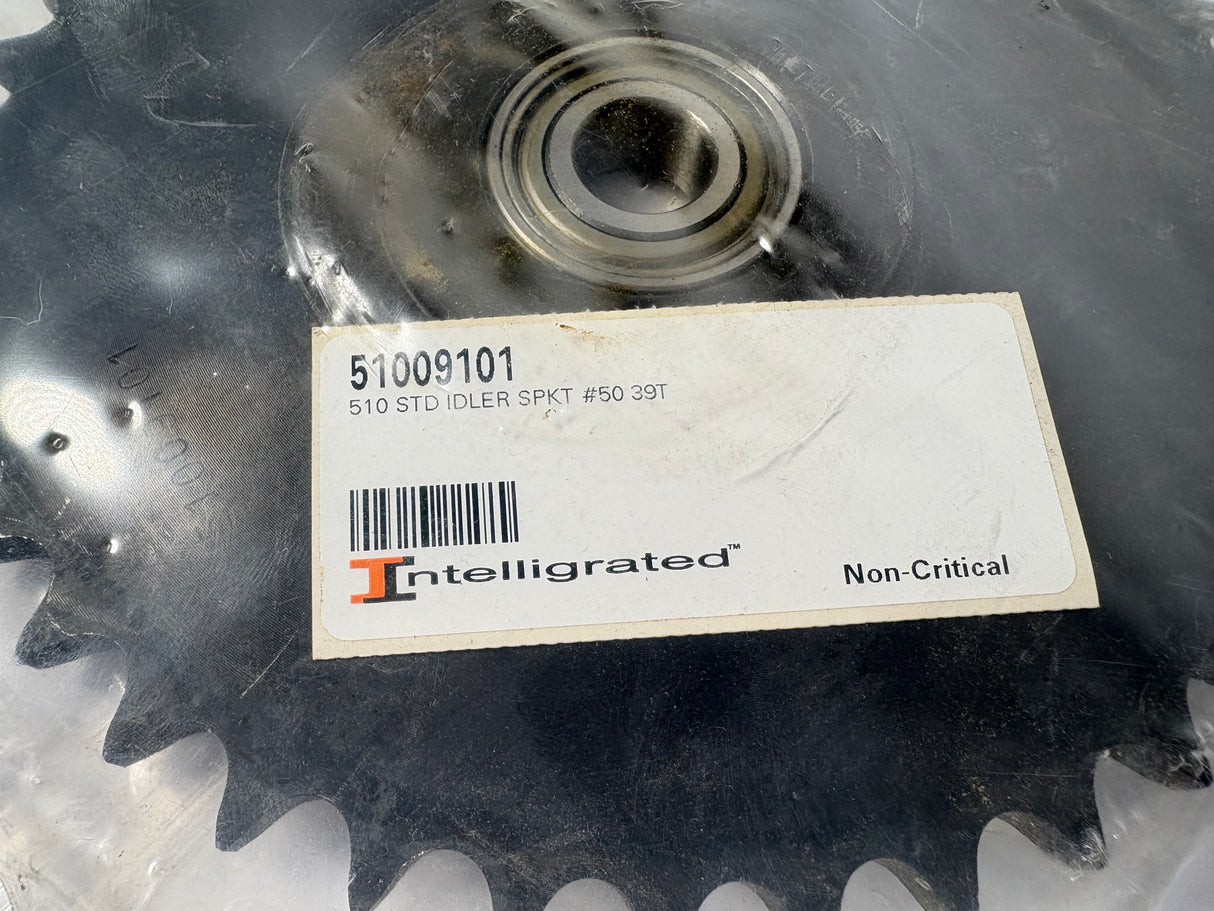 51009101
510 STD IDLER SPKT #50 39T
Intelligrated™
Non-Critical